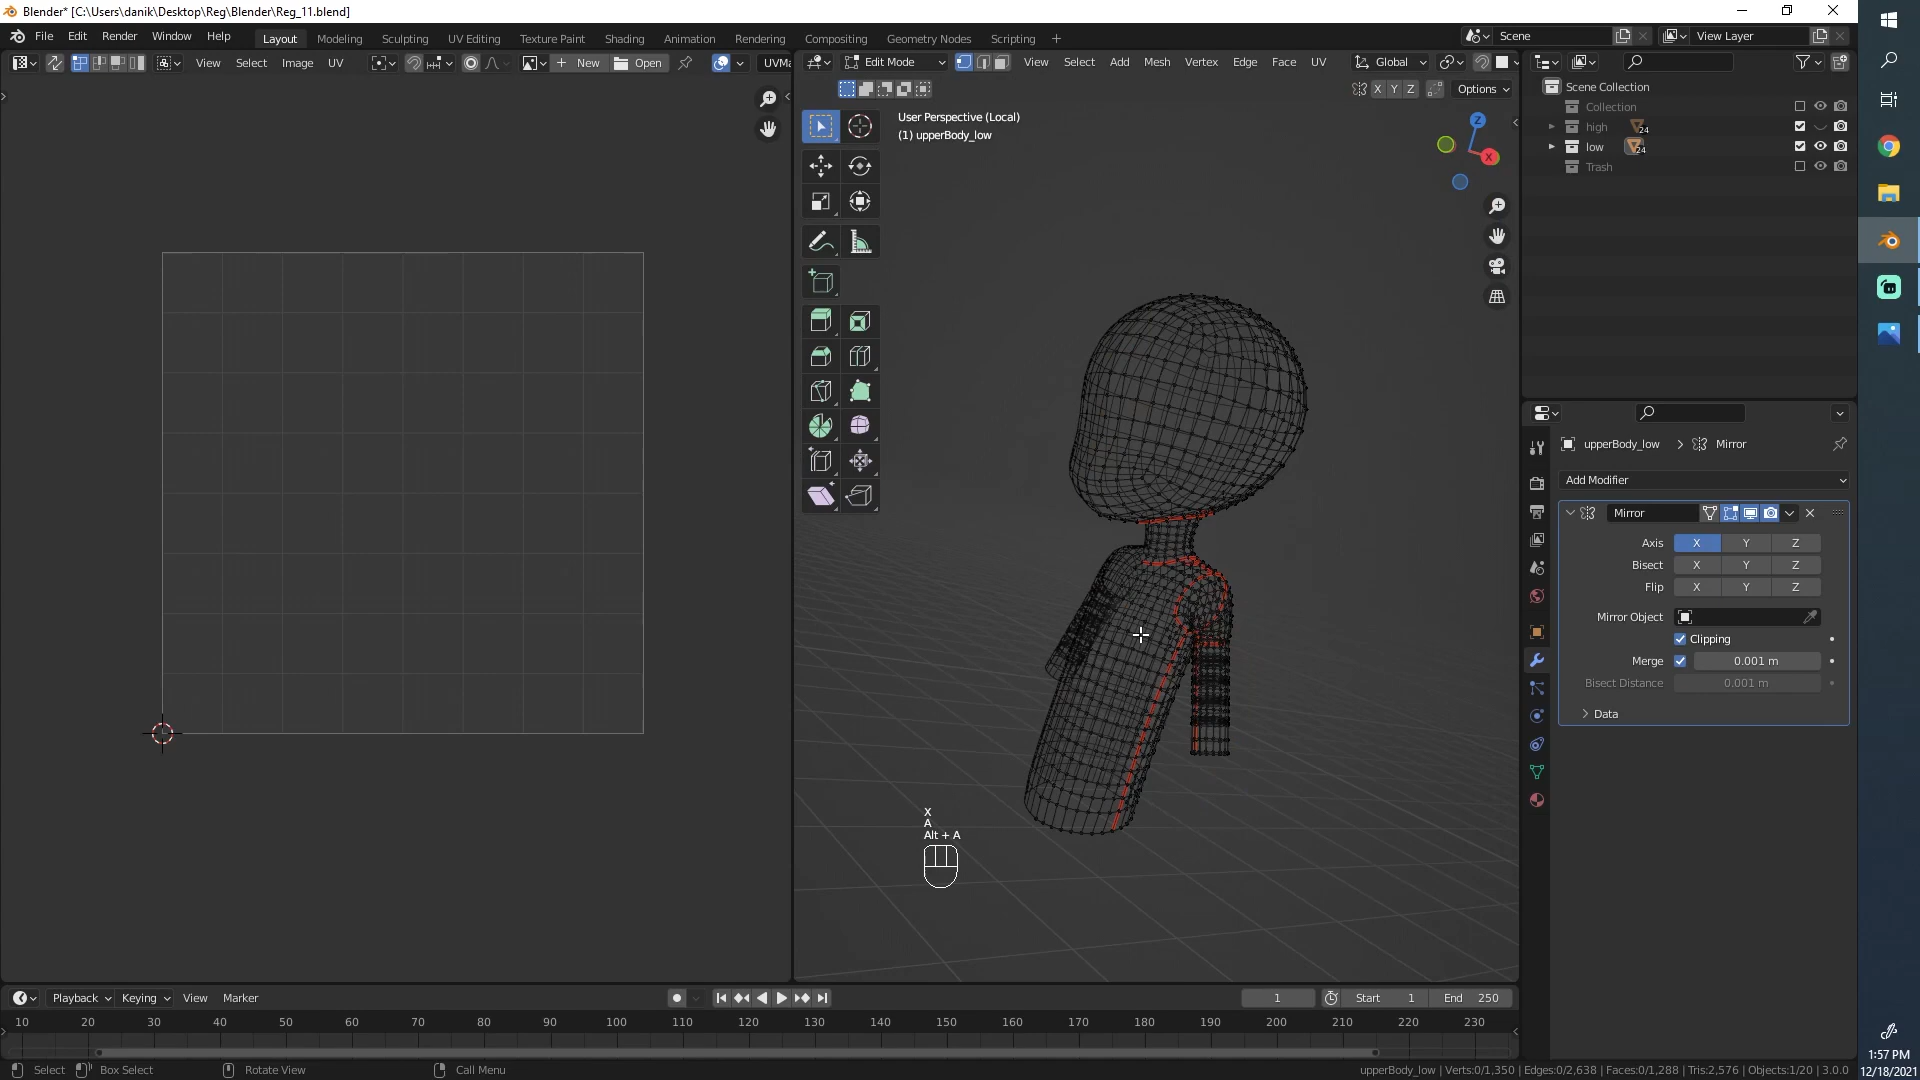 Blender* [C:\Users\danik\Desktop\Reg\Blender\Reg_11.blend]
File Edit Render Window Help Layout Modeling Sculpting UV Editing Texture Paint Shading Animation Rendering Compositing Geometry Nodes Scripting + Scene View Layer
View Select Image UV New Open UVMa Edit Mode View Select Add Mesh Vertex Edge Face UV Global
Scene Collection
X Y Z Options
Collection
User Perspective (Local)
(1) upperBody_low
high 24
low 24
Trash
Z
X
upperBody_low Mirror
Add Modifier
Mirror
Axis X Y Z
Bisect X Y Z
Flip X Y Z
Mirror Object
Clipping
Merge 0.001 m
Bisect Distance 0.001 m
Data
X
A
Alt + A
Playback Keying View Marker 1 Start 1 End 250
10 20 30 40 50 60 70 80 90 100 110 120 130 140 150 160 170 180 190 200 210 220 230
Select Box Select Rotate View Call Menu upperBody_low | Verts:0/1,350 | Edges:0/2,638 | Faces:0/1,288 | Tris:2,576 | Objects:1/20 | 3.0.0
1:57 PM
12/18/2021